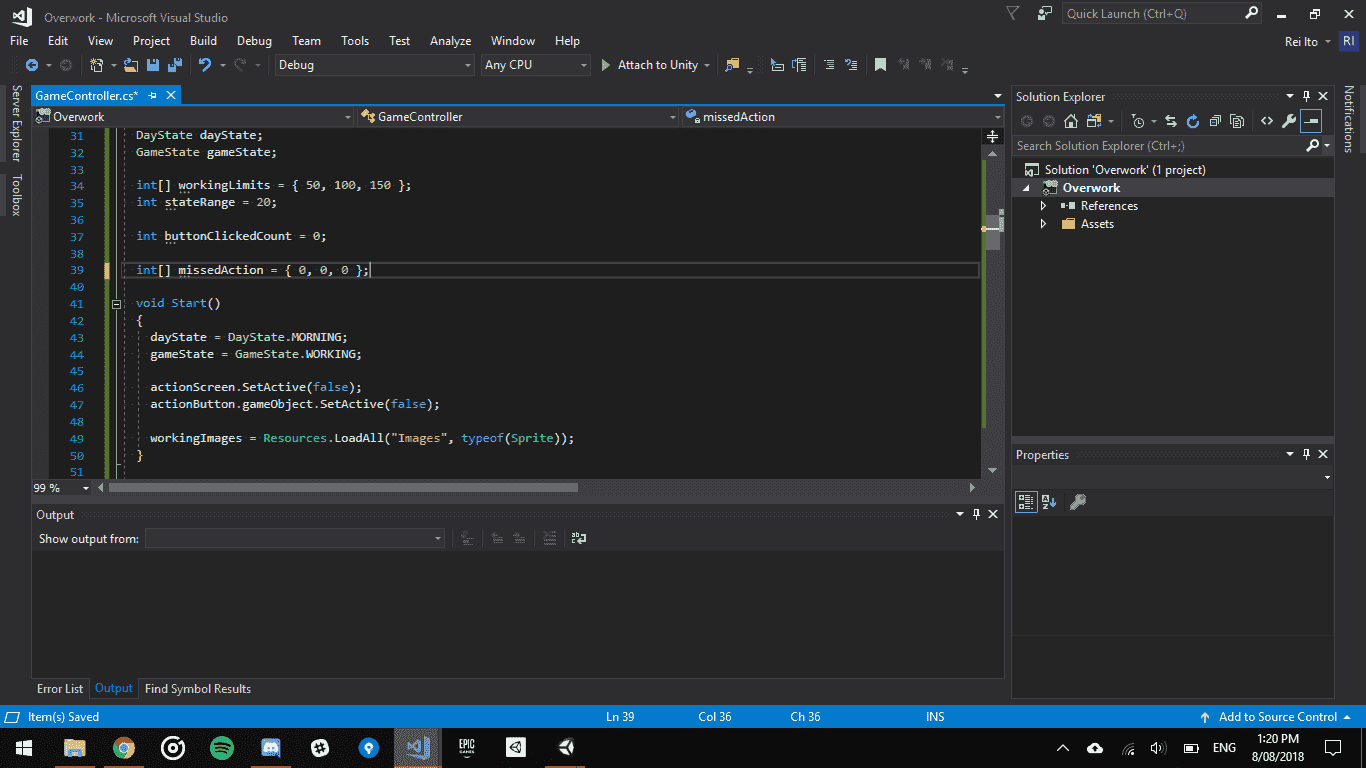 Overwork - Microsoft Visual Studio
Quick Launch (Ctrl+Q)
File Edit View Project Build Debug Team Tools Test Analyze Window Help
Rei Ito RI
Debug Any CPU Attach to Unity
Server Explorer
Toolbox
GameController.cs*
Overwork GameController missedAction
31 DayState dayState;
32 GameState gameState;
33
34 int[] workingLimits = { 50, 100, 150 };
35 int stateRange = 20;
36
37 int buttonClickedCount = 0;
38
39 int[] missedAction = { 0, 0, 0 };
40
41 void Start()
42 {
43 dayState = DayState.MORNING;
44 gameState = GameState.WORKING;
45
46 actionScreen.SetActive(false);
47 actionButton.gameObject.SetActive(false);
48
49 workingImages = Resources.LoadAll("Images", typeof(Sprite));
50 }
51
99 %
Output
Show output from:
Error List Output Find Symbol Results
Solution Explorer
Search Solution Explorer (Ctrl+;)
Solution 'Overwork' (1 project)
Overwork
References
Assets
Properties
Notifications
Item(s) Saved Ln 39 Col 36 Ch 36 INS Add to Source Control
EPIC GAMES
ENG
1:20 PM
8/08/2018